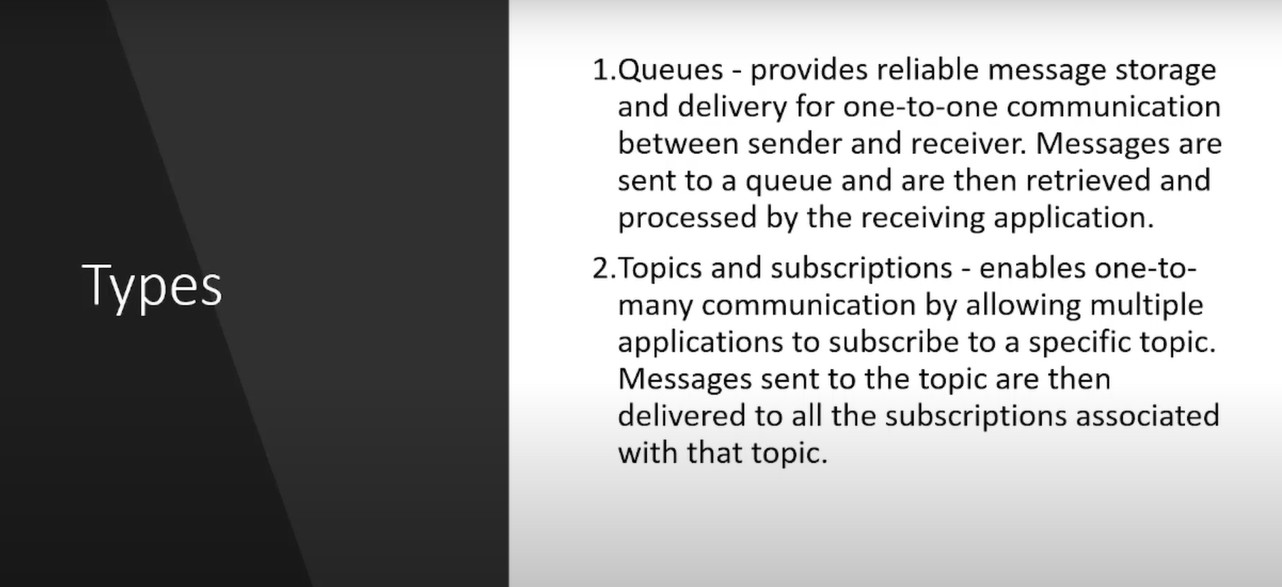 Types
1.Queues - provides reliable message storage
and delivery for one-to-one communication
between sender and receiver. Messages are
sent to a queue and are then retrieved and
processed by the receiving application.
2.Topics and subscriptions - enables one-to-
many communication by allowing multiple
applications to subscribe to a specific topic.
Messages sent to the topic are then
delivered to all the subscriptions associated
with that topic.